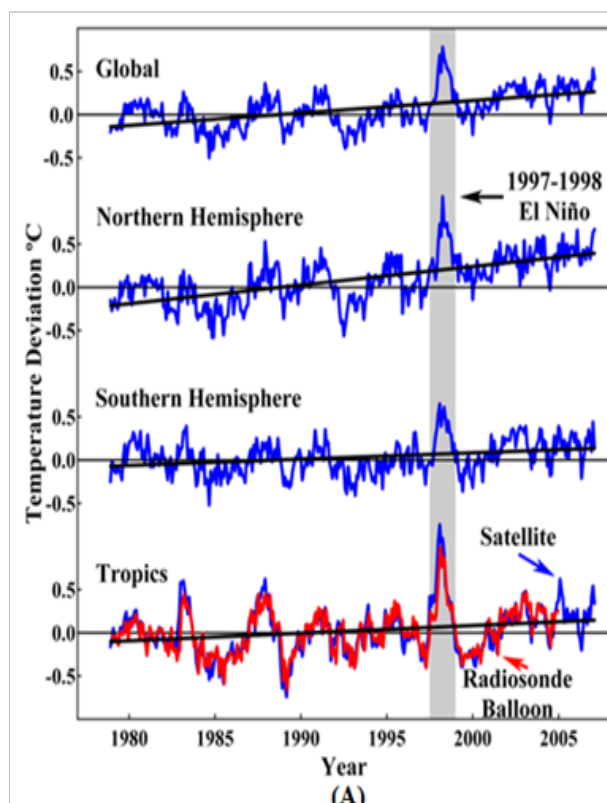 Global
0.5
0.0
-0.5
1997-1998
El Niño
Northern Hemisphere
0.5
0.0
-0.5
Southern Hemisphere
0.5
0.0
-0.5
Satellite
Tropics
0.5
0.0
-0.5
Radiosonde
Balloon
Temperature Deviation °C
1980 1985 1990 1995 2000 2005
Year
(A)